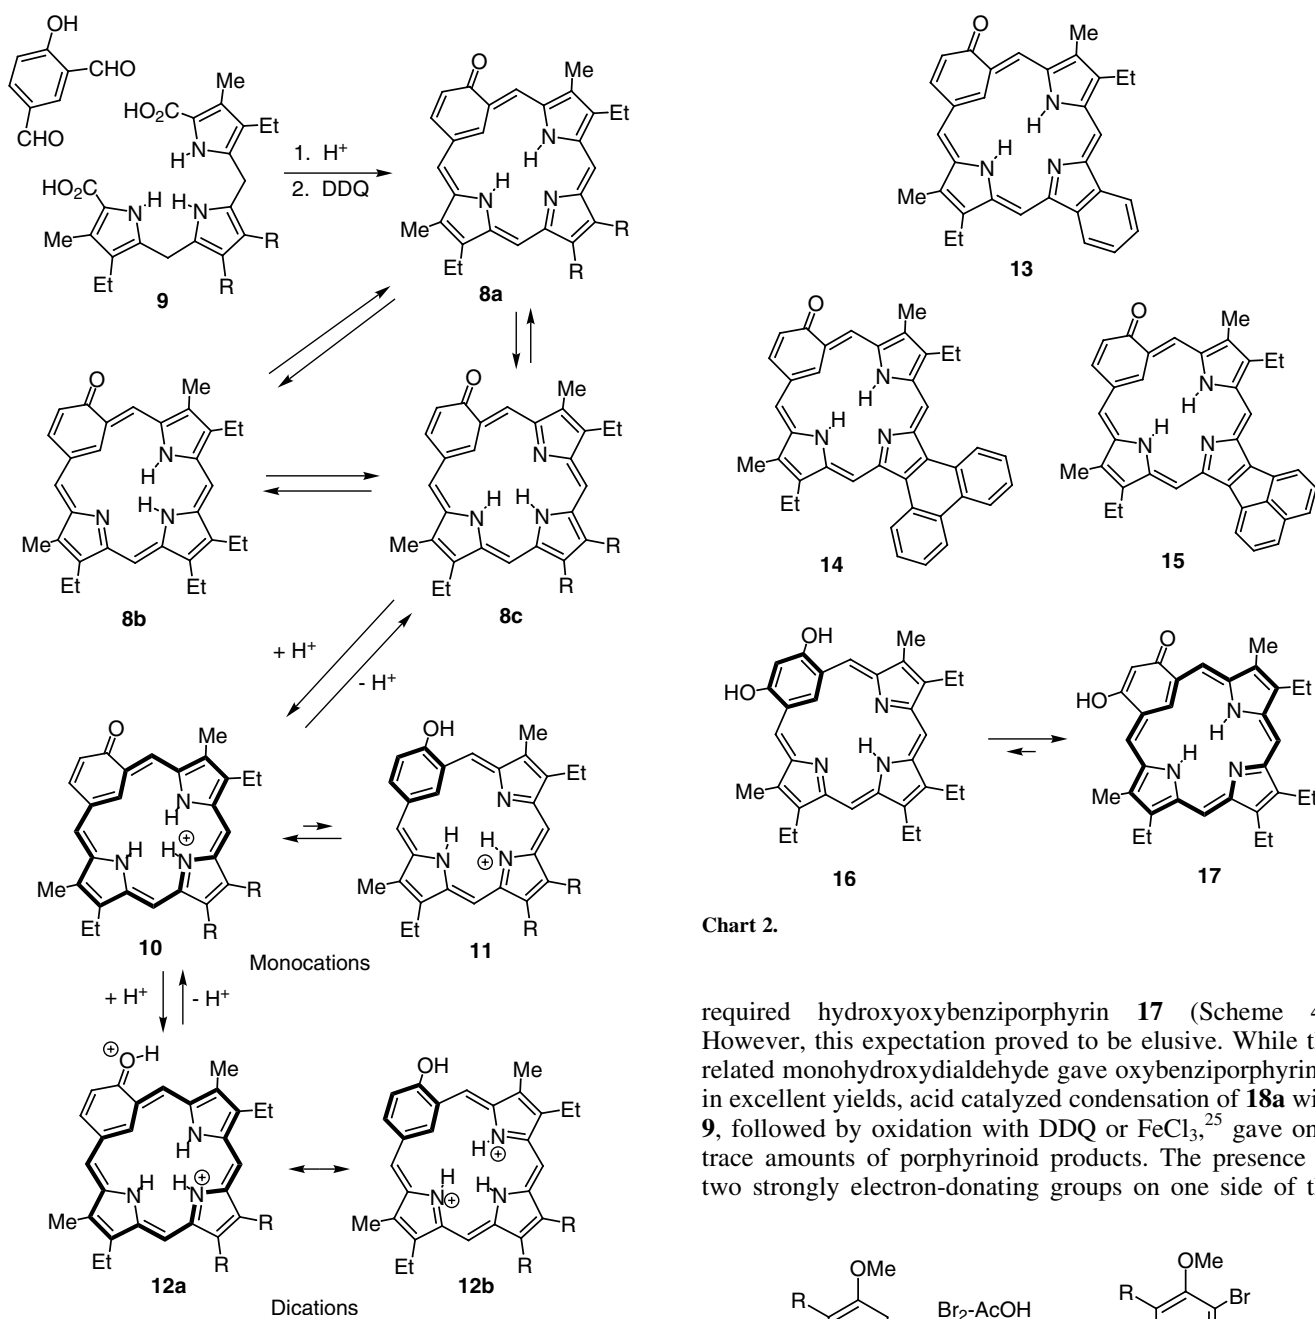 OH
CHO
CHO
Me
HO2C
Et
N
H
HO2C
H
N
H
N
Me
R
Et
R
9
1. H+
2. DDQ
O
Me
Et
N
H
H
N
N
Me
R
Et
R
8a
O
Me
Et
N
H
H
N
N
Me
Et
Et
Et
8b
O
Me
Et
N
H
N
H
N
Me
R
Et
R
8c
+ H+
- H+
O
Me
Et
N
H
⊕
H
N
H
N
Me
R
Et
R
10
OH
Me
Et
N
H
N
H
N
⊕
Me
R
Et
R
11
Monocations
+ H+
- H+
⊕
O-H
Me
Et
N
H
H
N
H
N
⊕
Me
R
Et
R
12a
OH
Me
Et
H
N
⊕
H
N
⊕
H
N
Me
R
Et
R
12b
Dications
O
Me
Et
N
H
H
N
N
Me
Et
13
O
Me
Et
N
H
H
N
N
Me
Et
14
O
Me
Et
N
H
H
N
N
Me
Et
15
OH
HO
Me
Et
N
H
N
N
Me
Et
Et
Et
16
O
HO
Me
Et
N
H
H
N
N
Me
Et
Et
Et
17
Chart 2.
required hydroxyoxybenziporphyrin 17 (Scheme 4
However, this expectation proved to be elusive. While t
related monohydroxydialdehyde gave oxybenziporphyrin
in excellent yields, acid catalyzed condensation of 18a wi
9, followed by oxidation with DDQ or FeCl3,25 gave on
trace amounts of porphyrinoid products. The presence
two strongly electron-donating groups on one side of t
OMe
R
Br2-AcOH
OMe
R
Br